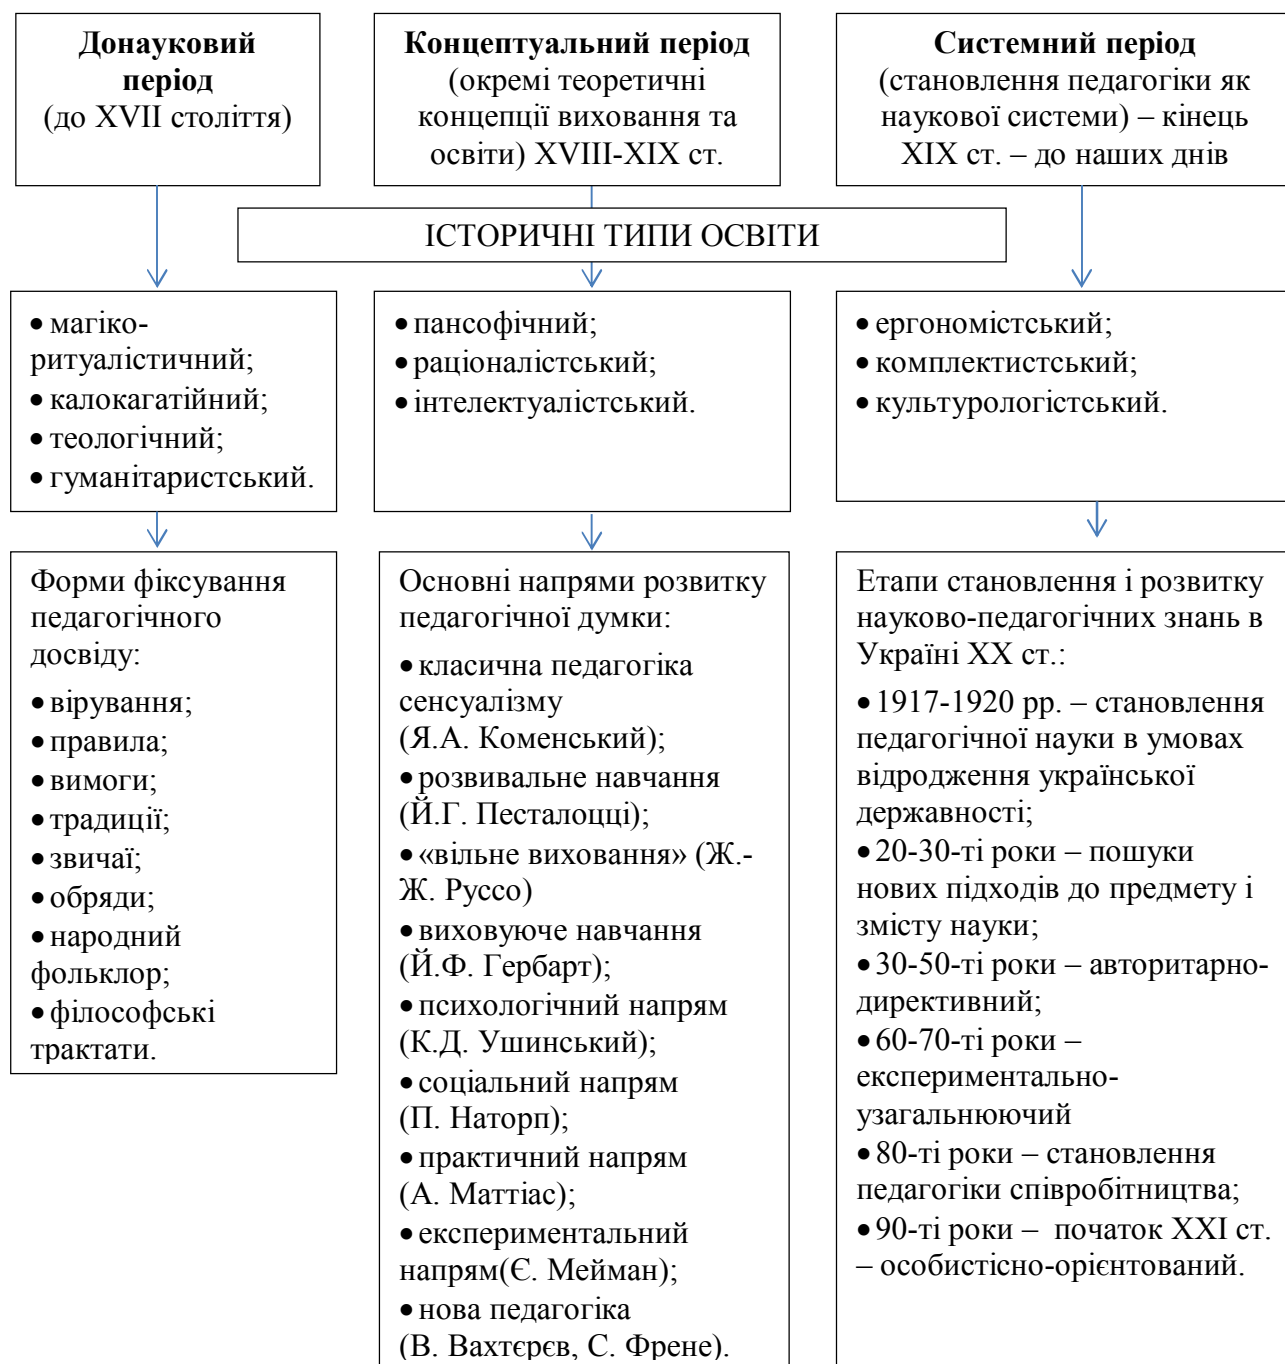 Донауковий
період
(до XVII століття)
Концептуальний період
(окремі теоретичні
концепції виховання та
освіти) XVIII-XIX ст.
Системний період
(становлення педагогіки як
наукової системи) – кінець
XIX ст. – до наших днів
ІСТОРИЧНІ ТИПИ ОСВІТИ
• магіко-
ритуалістичний;
• калокагатійний;
• теологічний;
• гуманітаристський.
• пансофічний;
• раціоналістський;
• інтелектуалістський.
• ергономістський;
• комплектистський;
• культурологістський.
Форми фіксування
педагогічного
досвіду:
• вірування;
• правила;
• вимоги;
• традиції;
• звичаї;
• обряди;
• народний
фольклор;
• філософські
трактати.
Основні напрями розвитку
педагогічної думки:
• класична педагогіка
сенсуалізму
(Я.А. Коменський);
• розвивальне навчання
(Й.Г. Песталоцці);
• «вільне виховання» (Ж.-
Ж. Руссо)
• виховуюче навчання
(Й.Ф. Гербарт);
• психологічний напрям
(К.Д. Ушинський);
• соціальний напрям
(П. Наторп);
• практичний напрям
(А. Маттіас);
• експериментальний
напрям(Є. Мейман);
• нова педагогіка
(В. Вахтєрєв, С. Френе).
Етапи становлення і розвитку
науково-педагогічних знань в
Україні XX ст.:
• 1917-1920 рр. – становлення
педагогічної науки в умовах
відродження української
державності;
• 20-30-ті роки – пошуки
нових підходів до предмету і
змісту науки;
• 30-50-ті роки – авторитарно-
директивний;
• 60-70-ті роки –
експериментально-
узагальнюючий
• 80-ті роки – становлення
педагогіки співробітництва;
• 90-ті роки – початок XXI ст.
– особистісно-орієнтований.